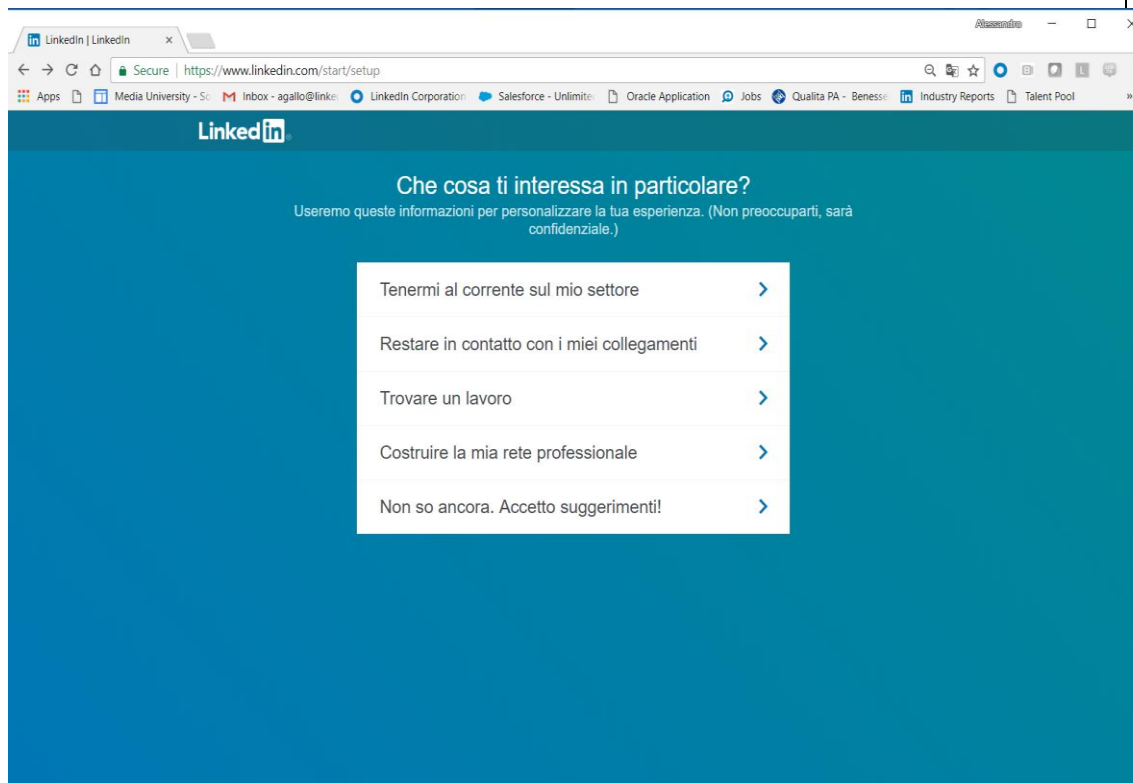 Alessandro
LinkedIn | LinkedIn
Secure | https://www.linkedin.com/start/setup
Apps Media University - Sc Inbox - agallo@linke LinkedIn Corporation Salesforce - Unlimite Oracle Application Jobs Qualita PA - Benesse Industry Reports Talent Pool »
Linked in
Che cosa ti interessa in particolare?
Useremo queste informazioni per personalizzare la tua esperienza. (Non preoccuparti, sarà
confidenziale.)
Tenermi al corrente sul mio settore
Restare in contatto con i miei collegamenti
Trovare un lavoro
Costruire la mia rete professionale
Non so ancora. Accetto suggerimenti!